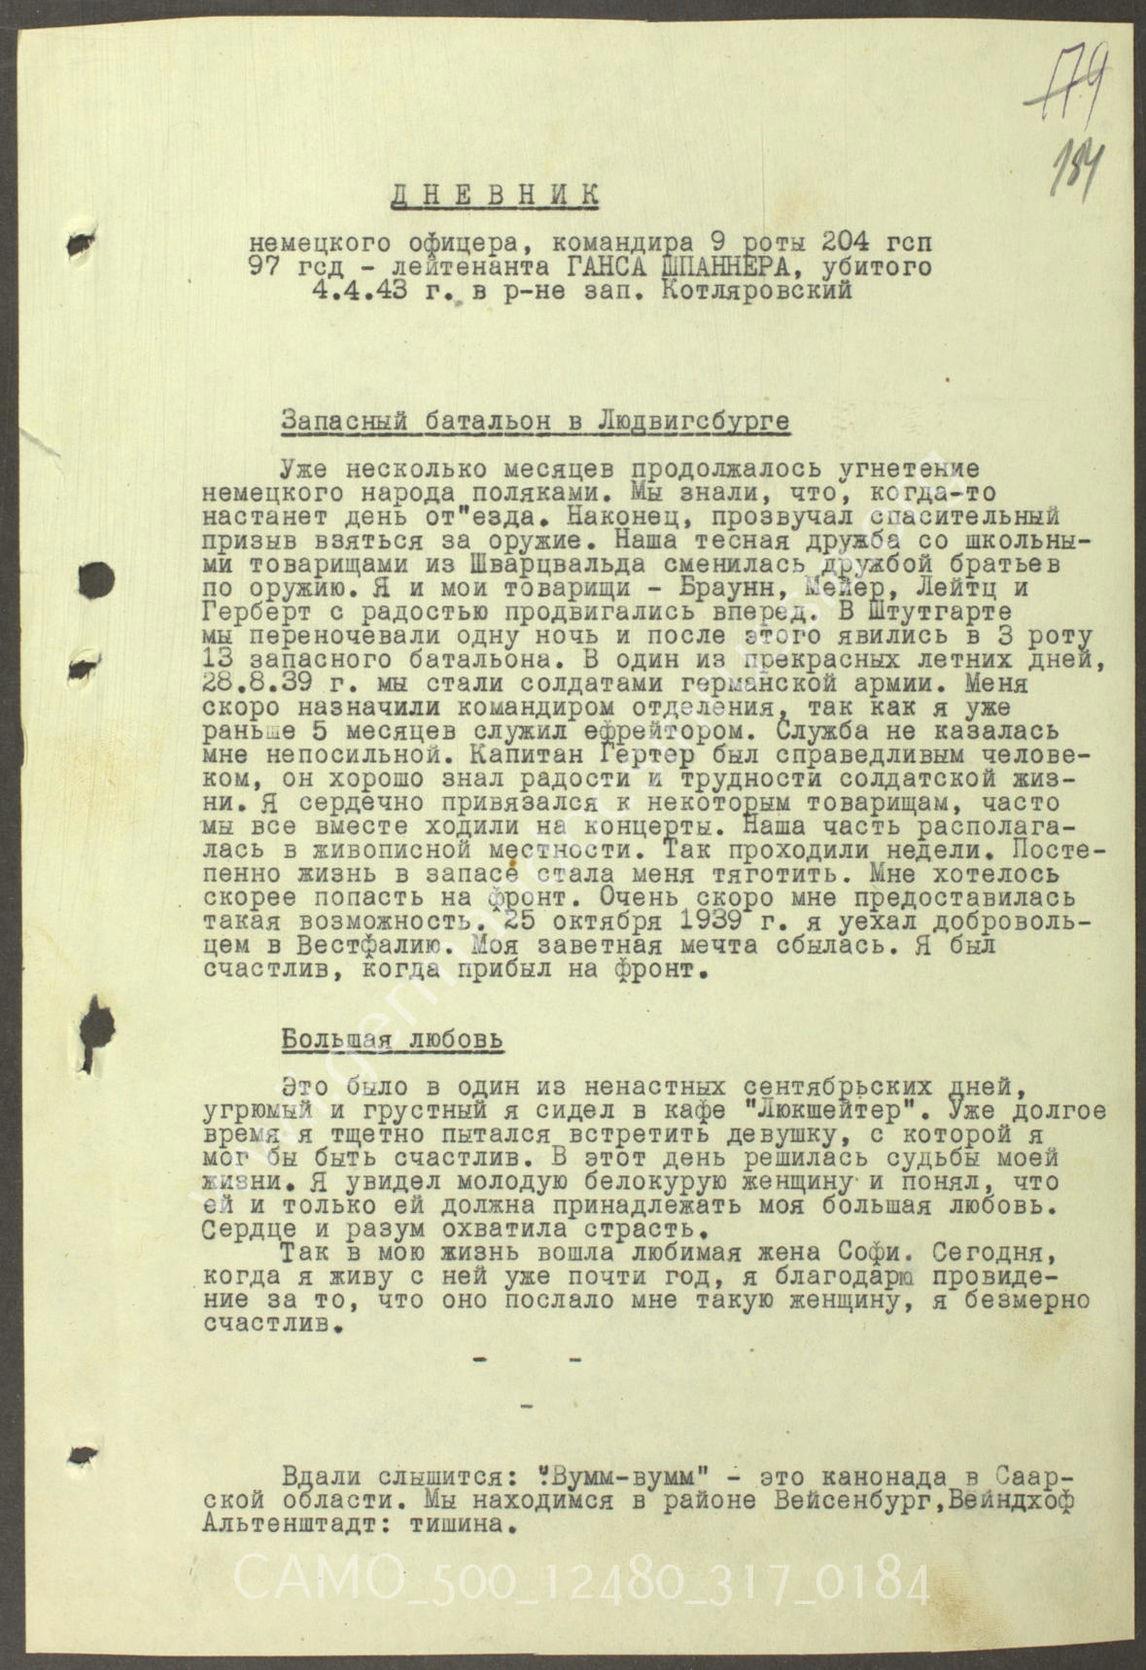 179
184
ДНЕВНИК
немецкого офицера, командира 9 роты 204 гсп
97 гсд - лейтенанта ГАНСА ШПАННЕРА, убитого
4.4.43 г. в р-не зап. Котляровский
Запасный батальон в Людвигсбурге
Уже несколько месяцев продолжалось угнетение
немецкого народа поляками. Мы знали, что, когда-то
настанет день от"езда. Наконец, прозвучал спасительный
призыв взяться за оружие. Наша тесная дружба со школьны-
ми товарищами из Шварцвальда сменилась дружбой братьев
по оружию. Я и мои товарищи - Браунн, Мейер, Лейтц и
Герберт с радостью продвигались вперед. В Штутгарте
мы переночевали одну ночь и после этого явились в 3 роту
13 запасного батальона. В один из прекрасных летних дней,
28.8.39 г. мы стали солдатами германской армии. Меня
скоро назначили командиром отделения, так как я уже
раньше 5 месяцев служил ефрейтором. Служба не казалась
мне непосильной. Капитан Гертер был справедливым челове-
ком, он хорошо знал радости и трудности солдатской жиз-
ни. Я сердечно привязался к некоторым товарищам, часто
мы все вместе ходили на концерты. Наша часть располага-
лась в живописной местности. Так проходили недели. Посте-
пенно жизнь в запасе стала меня тяготить. Мне хотелось
скорее попасть на фронт. Очень скоро мне предоставилась
такая возможность. 25 октября 1939 г. я уехал доброволь-
цем в Вестфалию. Моя заветная мечта сбылась. Я был
счастлив, когда прибыл на фронт.
Большая любовь
Это было в один из ненастных сентябрьских дней,
угрюмый и грустный я сидел в кафе "Люкшейтер". Уже долгое
время я тщетно пытался встретить девушку, с которой я
мог бы быть счастлив. В этот день решилась судьбы моей
жизни. Я увидел молодую белокурую женщину и понял, что
ей и только ей должна принадлежать моя большая любовь.
Сердце и разум охватила страсть.
Так в мою жизнь вошла любимая жена Софи. Сегодня,
когда я живу с ней уже почти год, я благодарю провиде-
ние за то, что оно послало мне такую женщину, я безмерно
счастлив.
- -
-
Вдали слышится: "Вумм-вумм" - это канонада в Саар-
ской области. Мы находимся в районе Вейсенбург,Вейндхоф
Альтенштадт: тишина.
CAMO_500_12480_317_0184